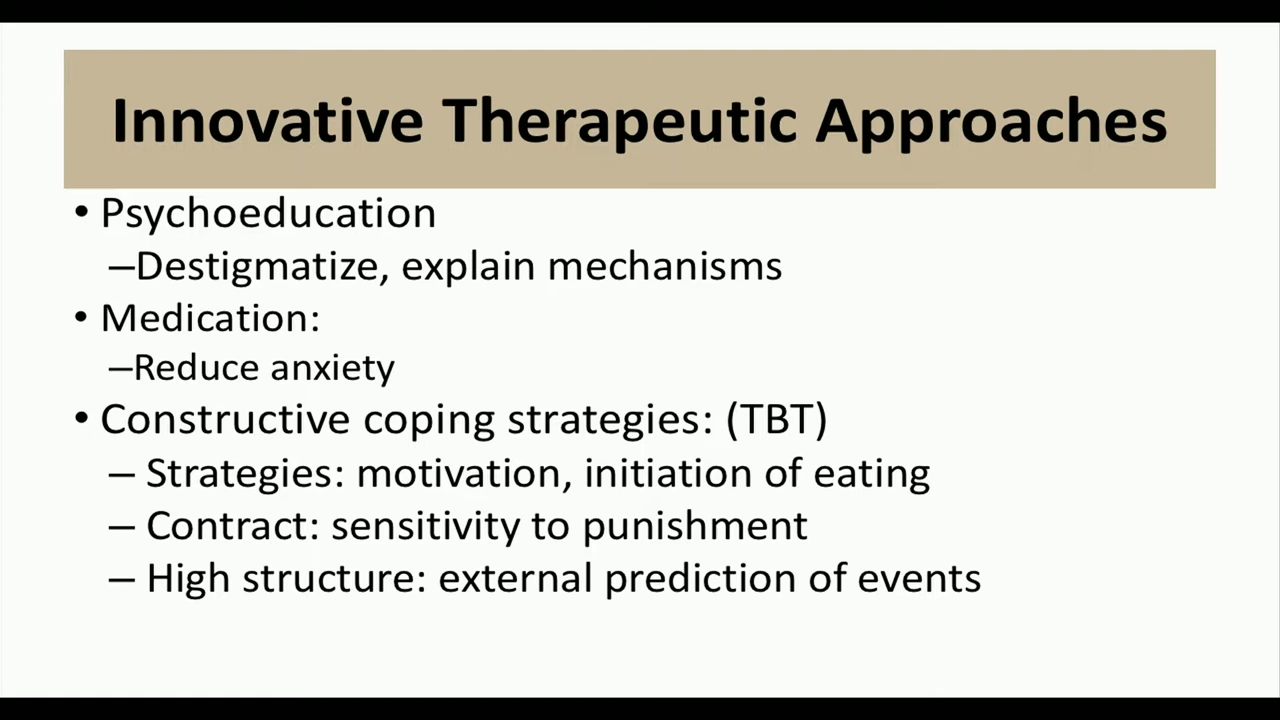 Innovative Therapeutic Approaches
• Psychoeducation
–Destigmatize, explain mechanisms
• Medication:
–Reduce anxiety
• Constructive coping strategies: (TBT)
– Strategies: motivation, initiation of eating
– Contract: sensitivity to punishment
– High structure: external prediction of events